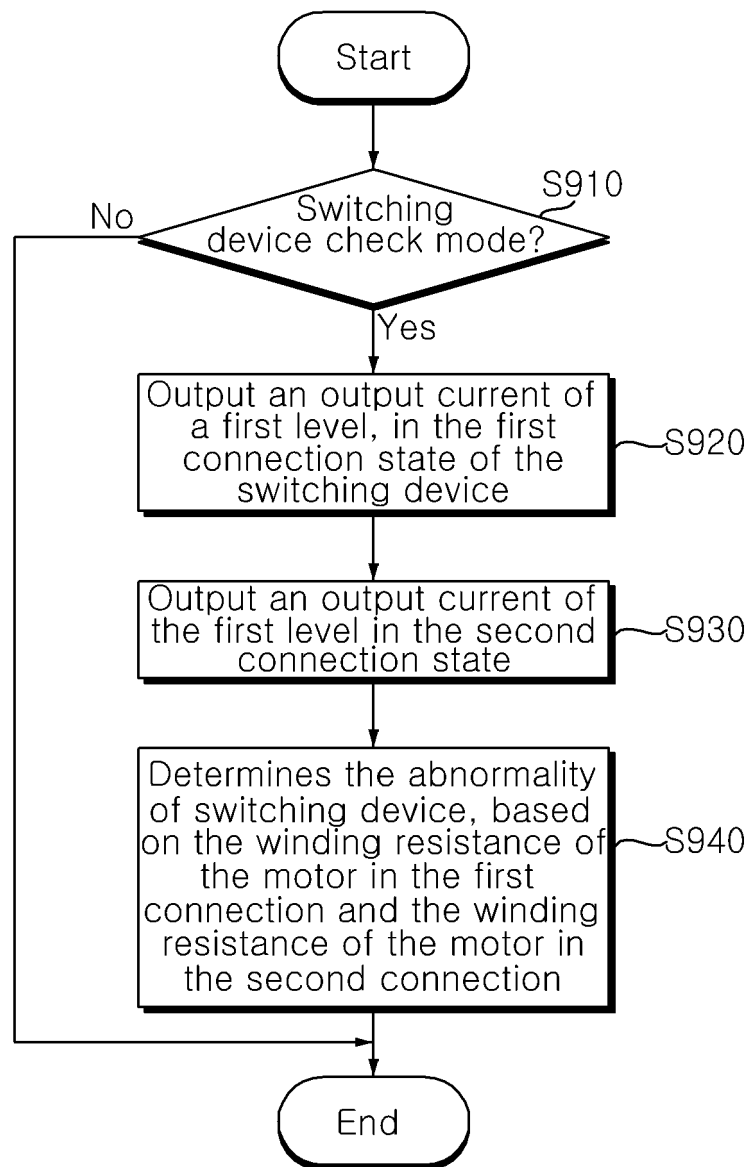 Start
S910
Switching
device check mode?
No
Yes
Output an output current of
a first level, in the first
connection state of the
switching device
S920
Output an output current of
the first level in the second
connection state
S930
Determines the abnormality
of switching device, based
on the winding resistance of
the motor in the first
connection and the winding
resistance of the motor in
the second connection
S940
End